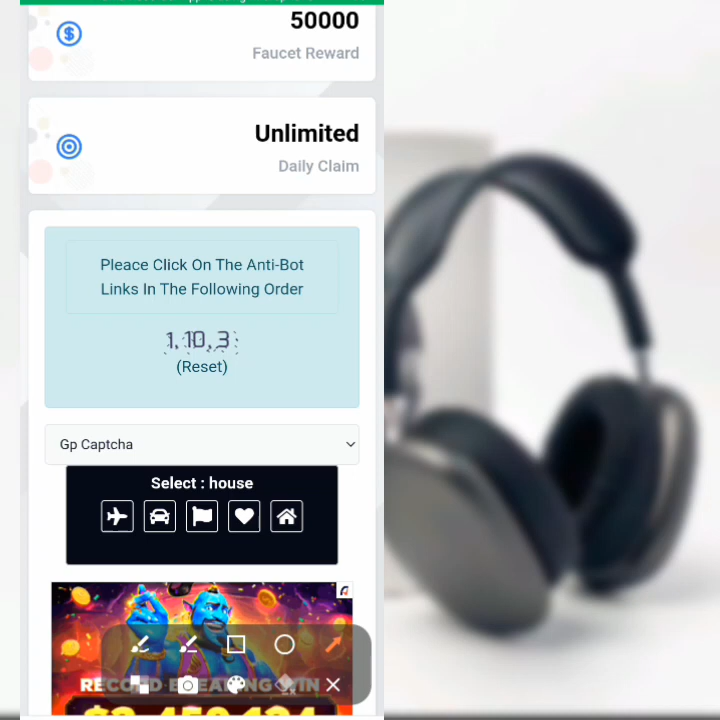 50000
Faucet Reward
Unlimited
Daily Claim
Pleace Click On The Anti-Bot
Links In The Following Order
1, 10, 3
(Reset)
Gp Captcha
Select : house